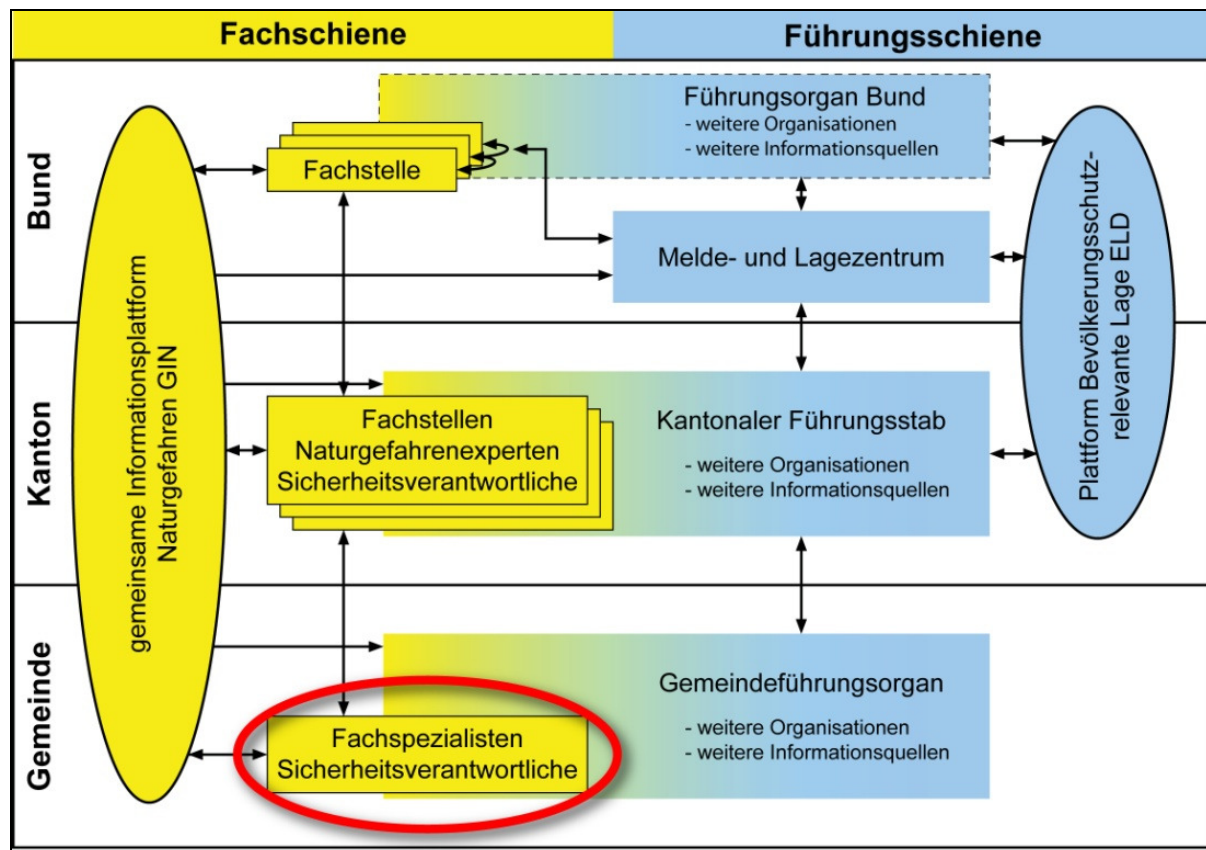 Fachschiene
Führungsschiene
Bund
Führungsorgan Bund
- weitere Organisationen
- weitere Informationsquellen
Fachstelle
Melde- und Lagezentrum
gemeinsame Informationsplattform
Naturgefahren GIN
Plattform Bevölkerungsschutz-
relevante Lage ELD
Kanton
Fachstellen
Naturgefahrenexperten
Sicherheitsverantwortliche
Kantonaler Führungsstab
- weitere Organisationen
- weitere Informationsquellen
Gemeinde
Fachspezialisten
Sicherheitsverantwortliche
Gemeindeführungsorgan
- weitere Organisationen
- weitere Informationsquellen